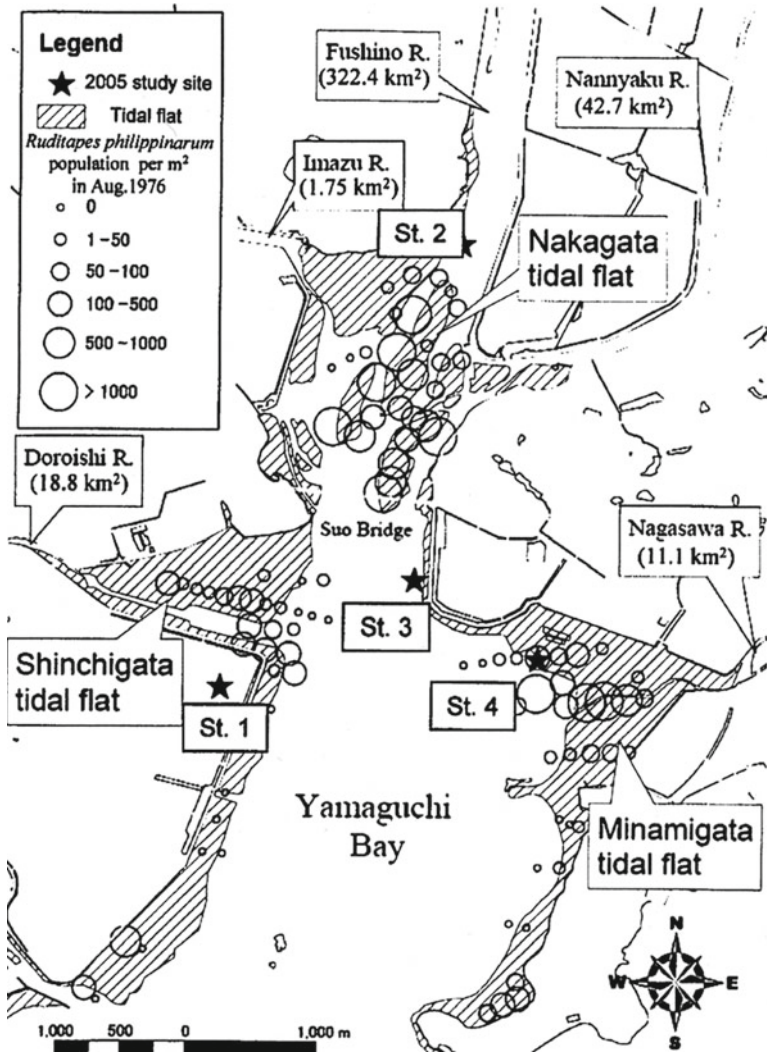 Legend
2005 study site
Tidal flat
Ruditapes philippinarum
population per m²
in Aug.1976
0
1-50
50-100
100-500
500~1000
> 1000
Fushino R.
(322.4 km²)
Nannyaku R.
(42.7 km²)
Imazu R.
(1.75 km²)
St. 2
Nakagata
tidal flat
Doroishi R.
(18.8 km²)
Suo Bridge
Nagasawa R.
(11.1 km²)
St. 3
Shinchigata
tidal flat
St. 1
St. 4
Yamaguchi
Bay
Minamigata
tidal flat
N
W E
S
1,000 500 0 1,000 m